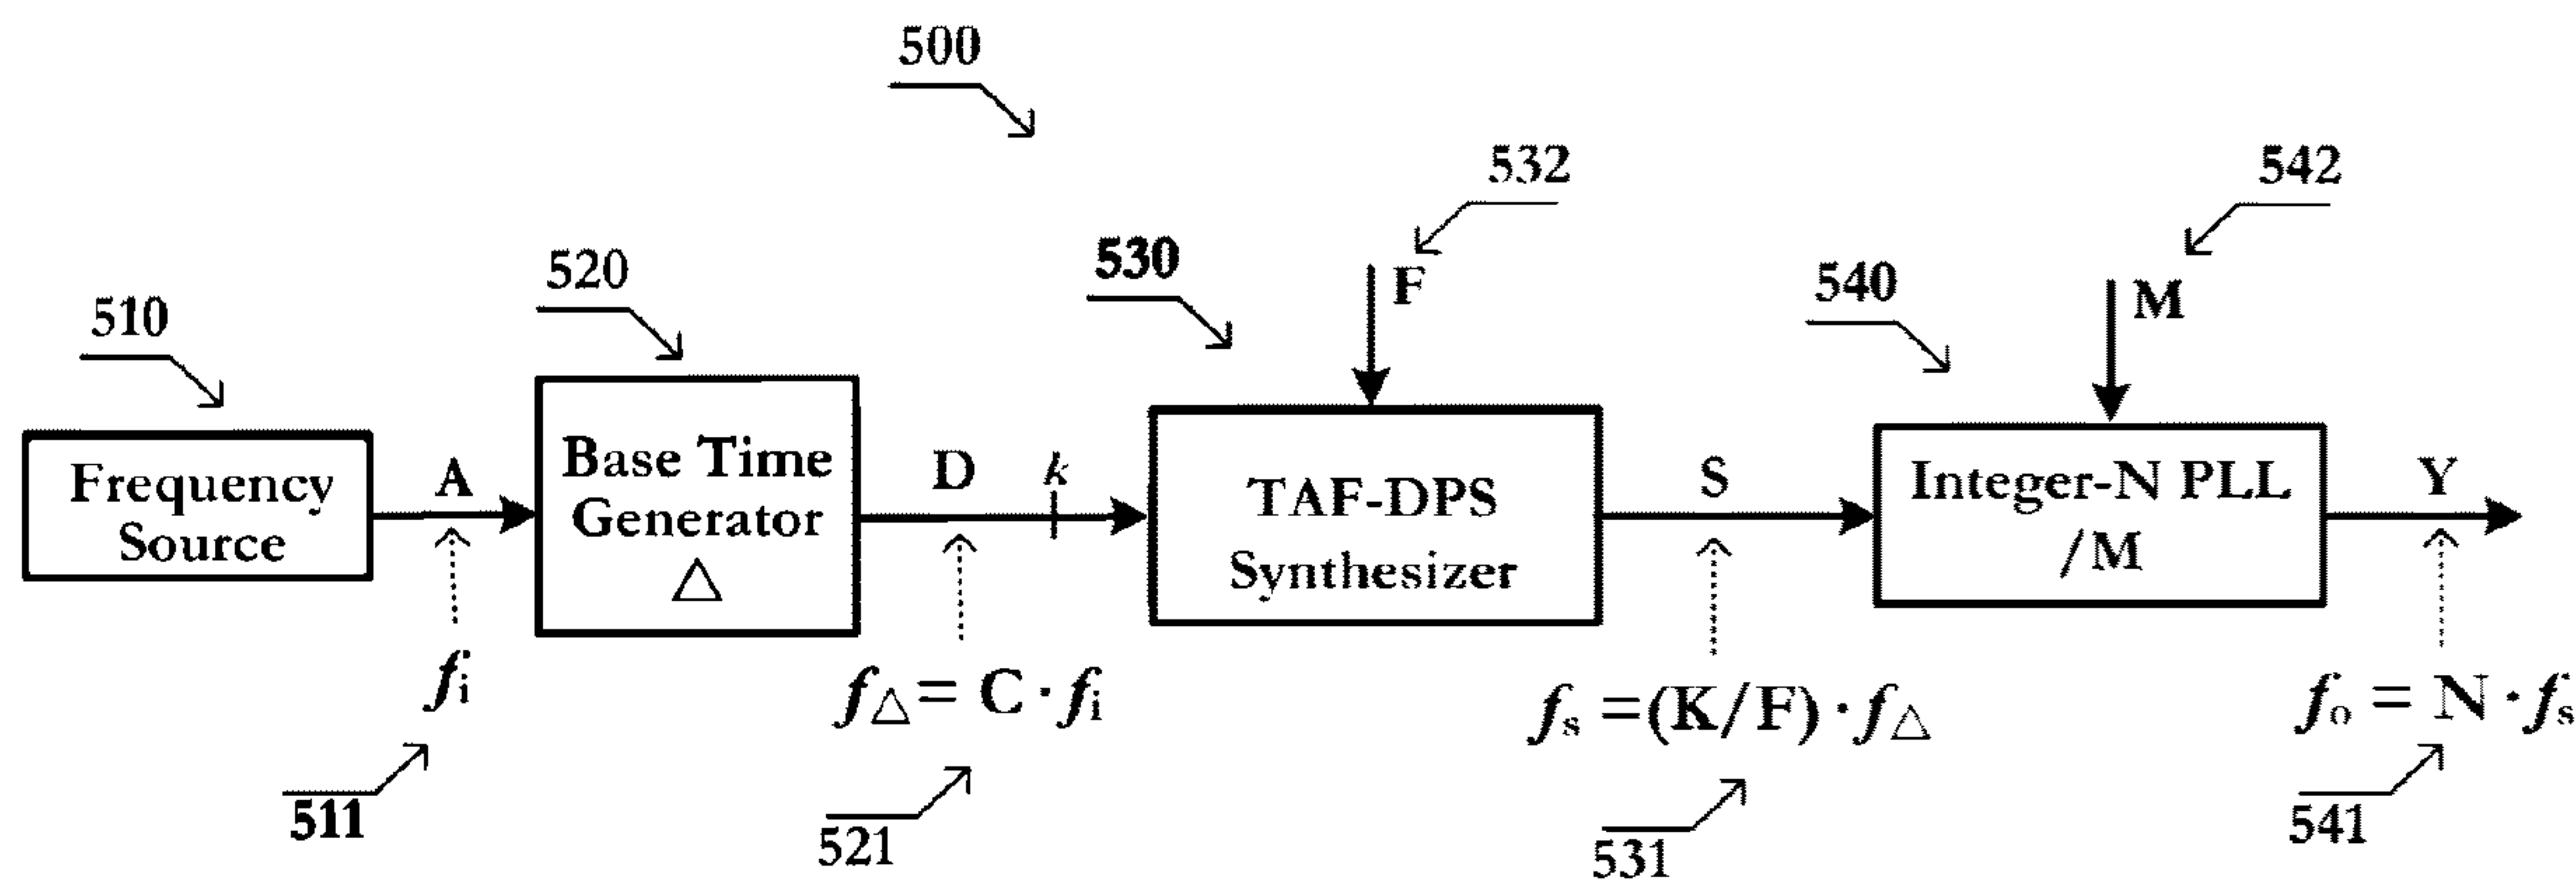 500
532
542
530
F
540
M
520
510
Frequency
Source
A
Base Time
Generator
△
D
k
TAF-DPS
Synthesizer
S
Integer-N PLL
/M
Y
fi
f△ = C · fi
fs =(K/F) · f△
fo = N · fs
511
521
531
541